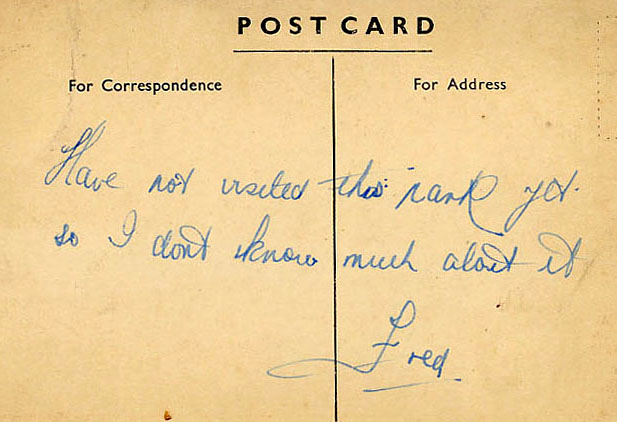 POST CARD
For Correspondence
For Address
Have not visited this park yet.
so I dont know much about it
Fred.